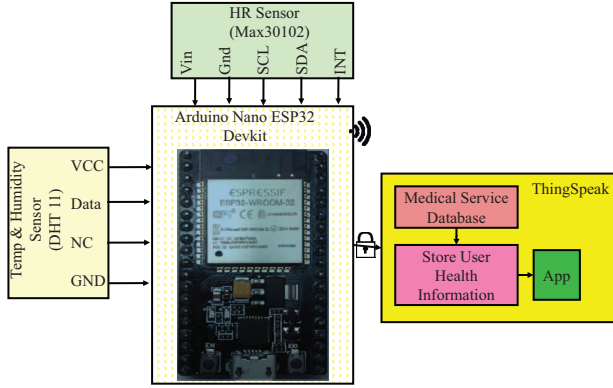 HR Sensor
(Max30102)
Vin
Gnd
SCL
SDA
INT
Arduino Nano ESP32
Devkit
Temp & Humidity
Sensor
(DHT 11)
VCC
Data
NC
GND
ESPRESSIF
ESP32-WROOM-32
EN
ThingSpeak
Medical Service
Database
Store User
Health
Information
App